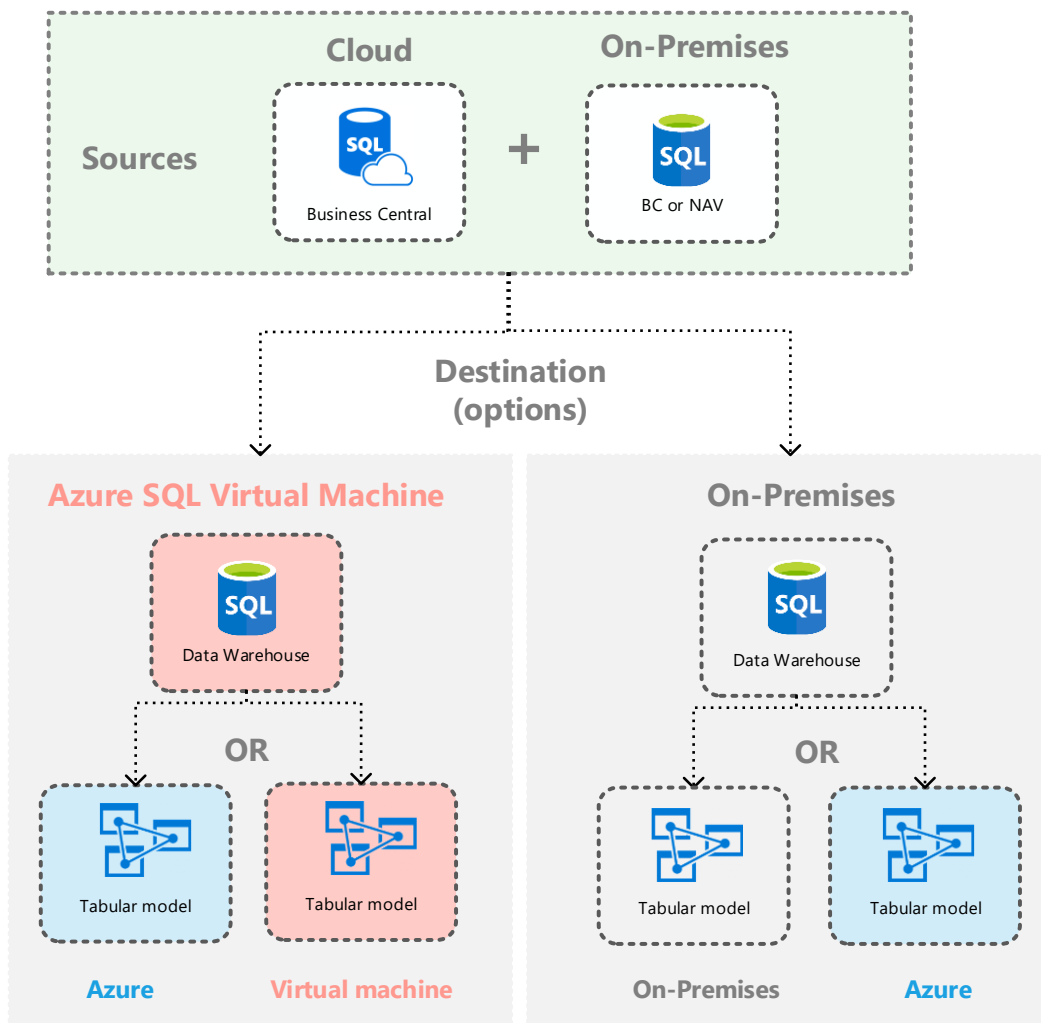 Cloud
On-Premises
Sources
SQL
Business Central
+
SQL
BC or NAV
Destination
(options)
Azure SQL Virtual Machine
SQL
Data Warehouse
OR
Tabular model
Tabular model
Azure
Virtual machine
On-Premises
SQL
Data Warehouse
OR
Tabular model
Tabular model
On-Premises
Azure